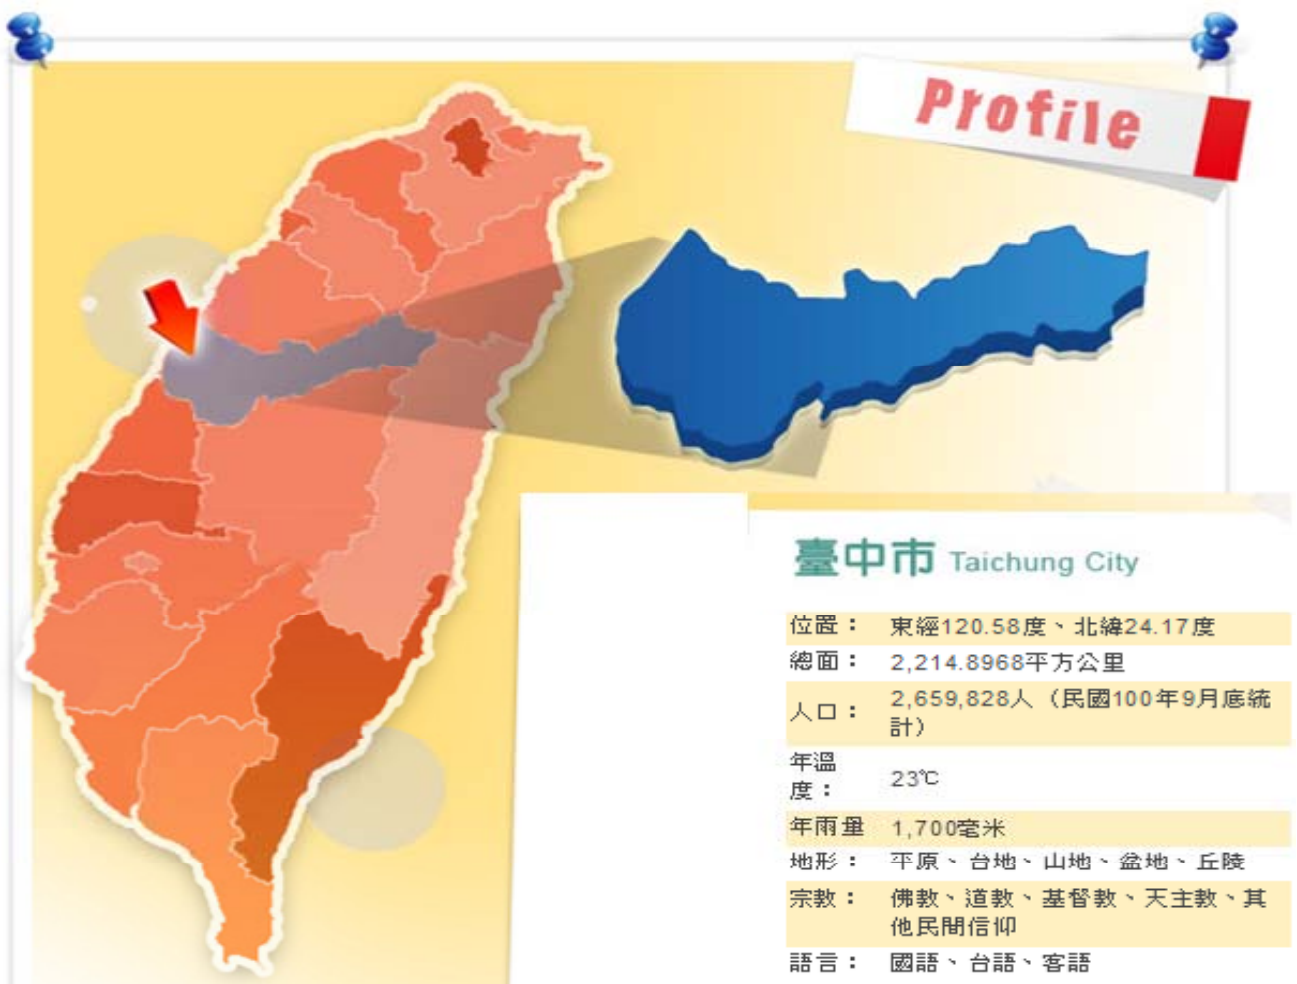 Profile
臺中市 Taichung City
位置： 東經120.58度、北緯24.17度
總面： 2,214.8968平方公里
人口： 2,659,828人（民國100年9月底統
計）
年溫
度： 23℃
年雨量 1,700毫米
地形： 平原、台地、山地、盆地、丘陵
宗教： 佛教、道教、基督教、天主教、其
他民間信仰
語言： 國語、台語、客語